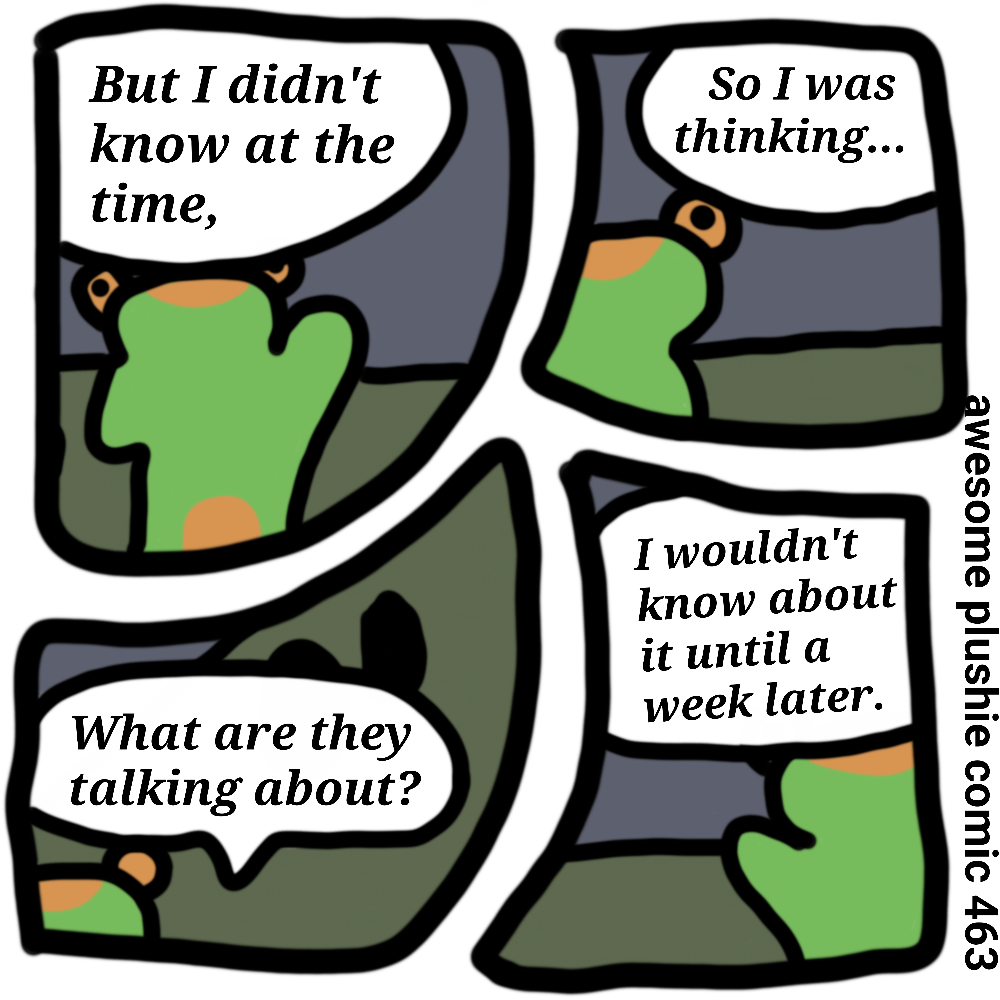 But I didn't
know at the
time,
So I was
thinking...
What are they
talking about?
I wouldn't
know about
it until a
week later.
awesome plushie comic 463